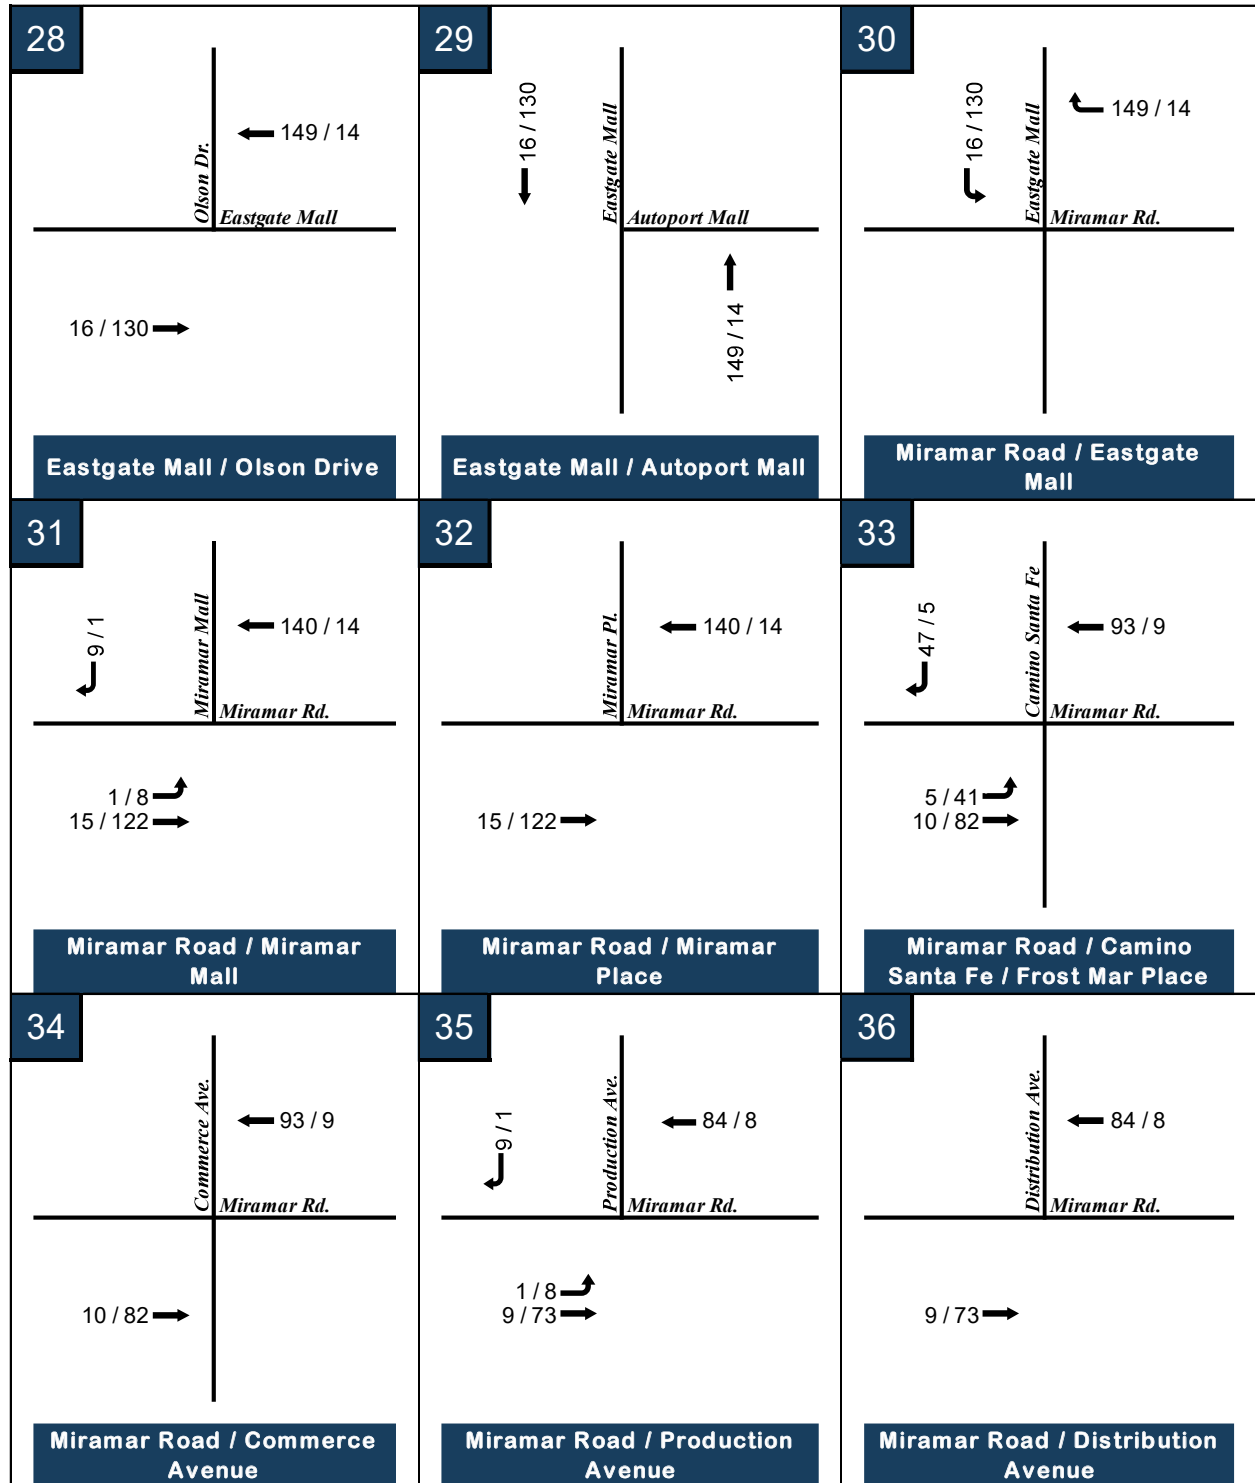 28
Olson Dr.
149 / 14
Eastgate Mall
16 / 130
Eastgate Mall / Olson Drive
29
16 / 130
Eastgate Mall
Autoport Mall
149 / 14
Eastgate Mall / Autoport Mall
30
16 / 130
Eastgate Mall
149 / 14
Miramar Rd.
Miramar Road / Eastgate
Mall
31
9 / 1
Miramar Mall
140 / 14
Miramar Rd.
1 / 8
15 / 122
Miramar Road / Miramar
Mall
32
Miramar Pl.
140 / 14
Miramar Rd.
15 / 122
Miramar Road / Miramar
Place
33
47 / 5
Camino Santa Fe
93 / 9
Miramar Rd.
5 / 41
10 / 82
Miramar Road / Camino
Santa Fe / Frost Mar Place
34
Commerce Ave.
93 / 9
Miramar Rd.
10 / 82
Miramar Road / Commerce
Avenue
35
9 / 1
Production Ave.
84 / 8
Miramar Rd.
1 / 8
9 / 73
Miramar Road / Production
Avenue
36
Distribution Ave.
84 / 8
Miramar Rd.
9 / 73
Miramar Road / Distribution
Avenue